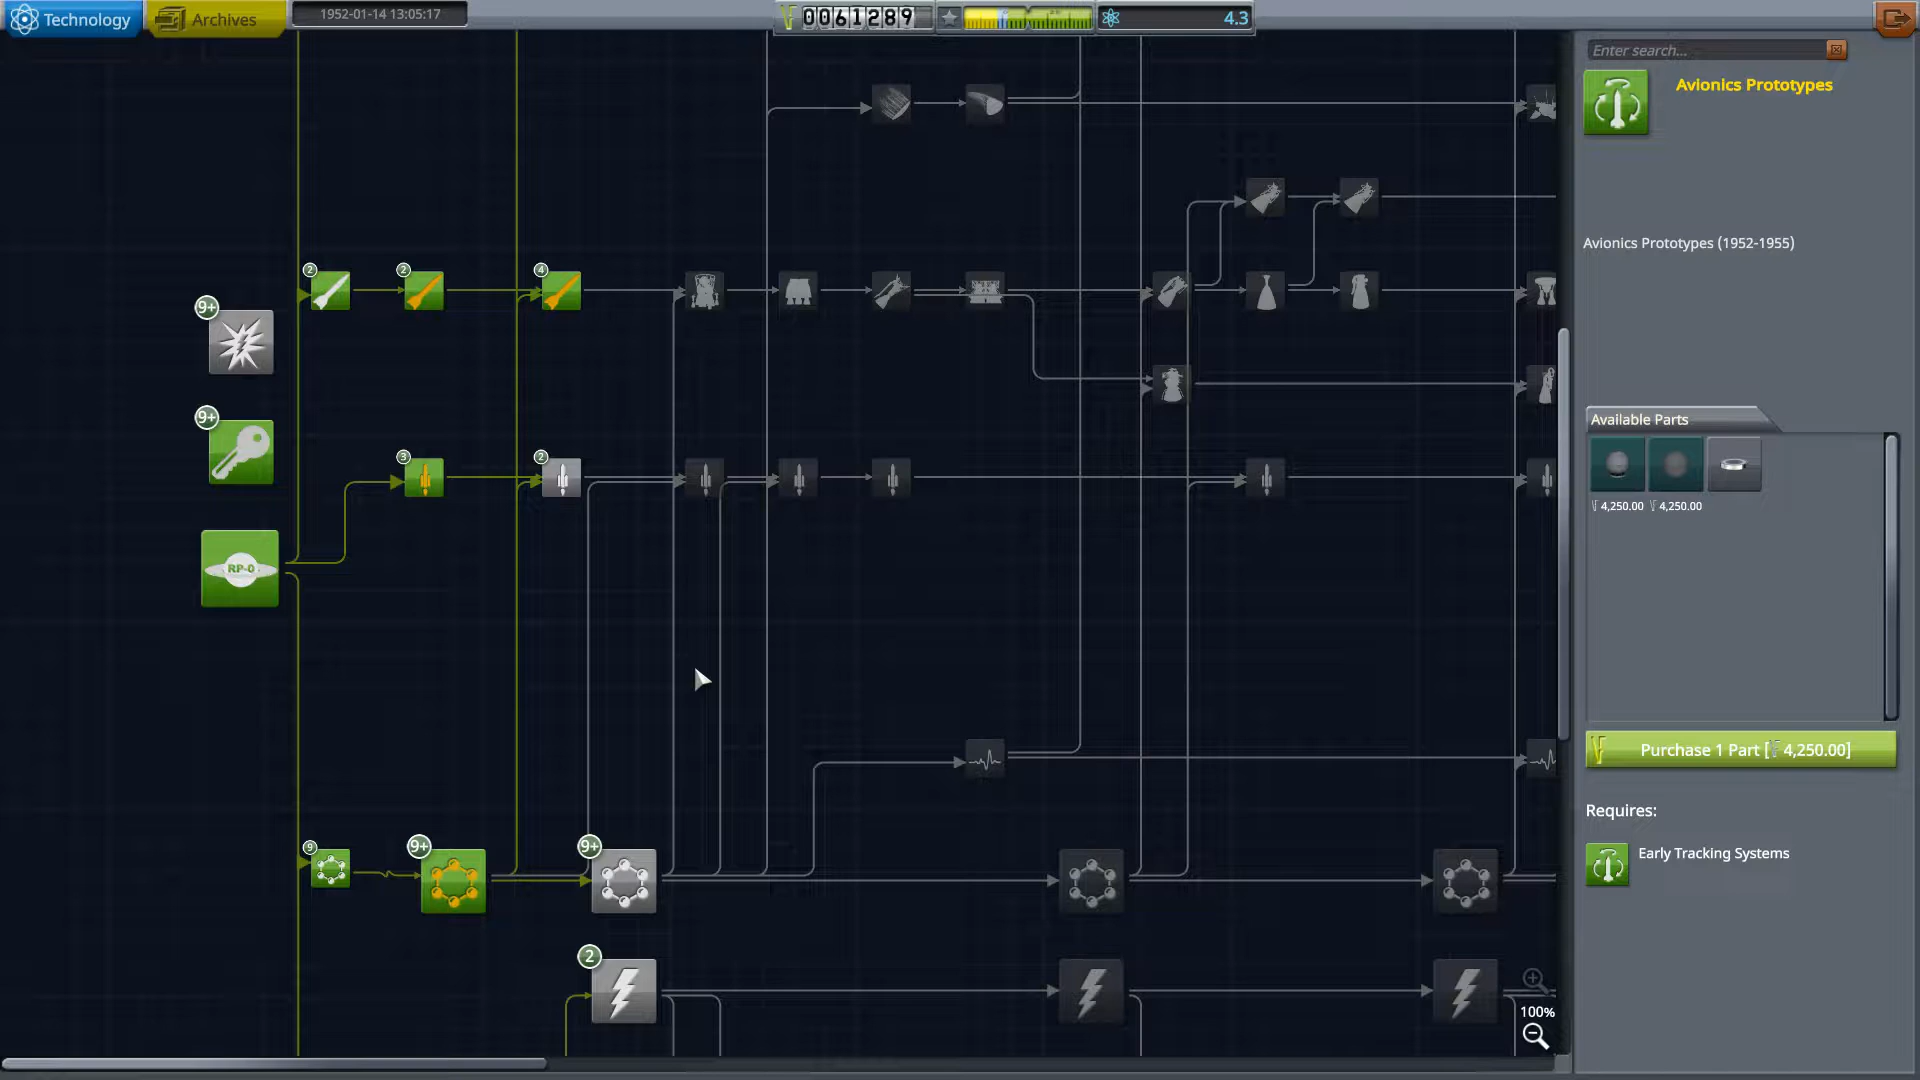 Technology
Archives
1952-01-14 13:05:17
0061289
4.3
Enter search...
Avionics Prototypes
Avionics Prototypes (1952-1955)
2
2
4
9+
9+
3
2
RP-0
Available Parts
4,250.00
4,250.00
Purchase 1 Part [ 4,250.00]
Requires:
Early Tracking Systems
9
9+
9+
2
100%